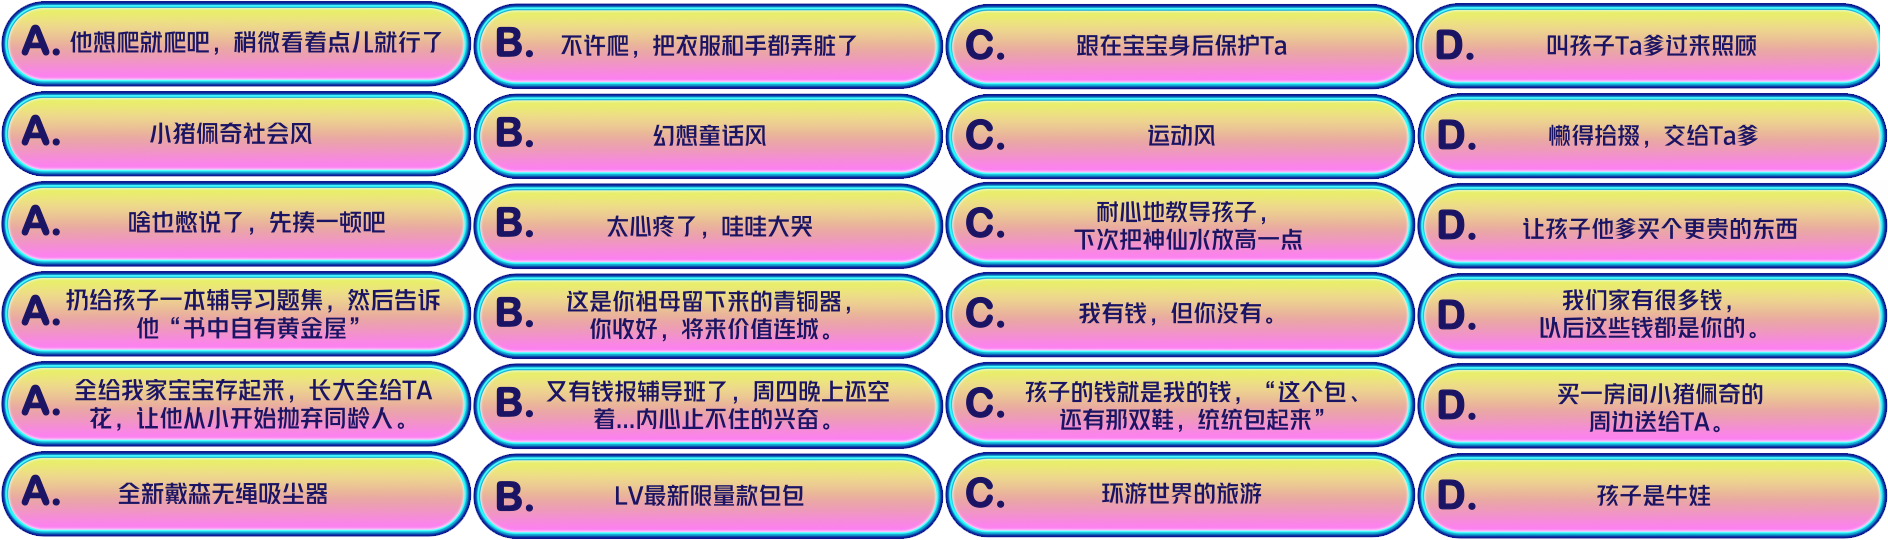 A. 他想爬就爬吧，稍微看着点儿就行了
B. 不许爬，把衣服和手都弄脏了
C. 跟在宝宝身后保护Ta
D. 叫孩子Ta爹过来照顾
A. 小猪佩奇社会风
B. 幻想童话风
C. 运动风
D. 懒得拾掇，交给Ta爹
A. 啥也憋说了，先揍一顿吧
B. 太心疼了，哇哇大哭
C. 耐心地教导孩子，
下次把神仙水放高一点
D. 让孩子他爹买个更贵的东西
A. 扔给孩子一本辅导习题集，然后告诉
他“书中自有黄金屋”
B. 这是你祖母留下来的青铜器，
你收好，将来价值连城。
C. 我有钱，但你没有。
D. 我们家有很多钱，
以后这些钱都是你的。
A. 全给我家宝宝存起来，长大全给TA
花，让他从小开始抛弃同龄人。
B. 又有钱报辅导班了，周四晚上还空
着...内心止不住的兴奋。
C. 孩子的钱就是我的钱，“这个包、
还有那双鞋，统统包起来”
D. 买一房间小猪佩奇的
周边送给TA。
A. 全新戴森无绳吸尘器
B. LV最新限量款包包
C. 环游世界的旅游
D. 孩子是牛娃